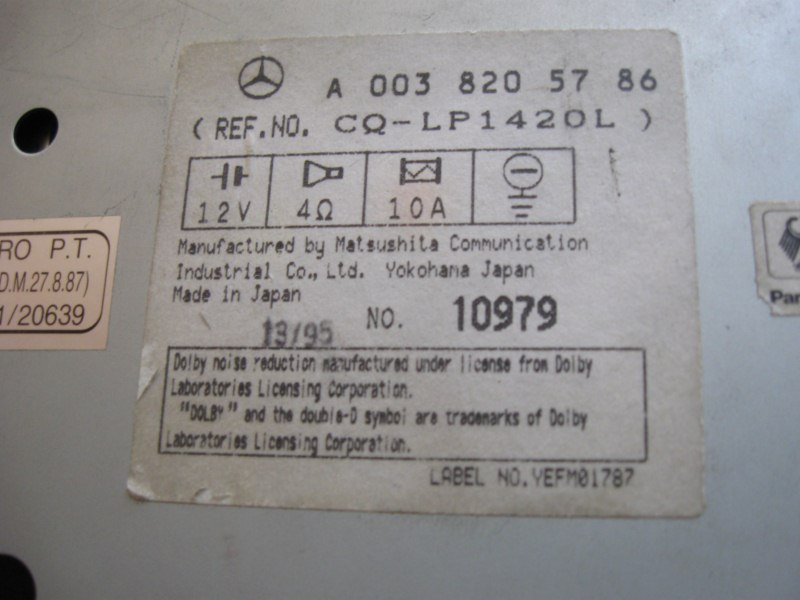 A 003 820 57 86
(REF.NO. CQ-LP1420L)
12V 4Ω 10A
Manufactured by Matsushita Communication
Industrial Co., Ltd. Yokohama Japan
Made in Japan
13/95 NO. 10979
Dolby noise reduction manufactured under license from Dolby
Laboratories Licensing Corporation.
"DOLBY" and the double-D symbol are trademarks of Dolby
Laboratories Licensing Corporation.
LABEL NO.YEFM01787
RO P.T.
D.M.27.8.87)
1/20639
Par